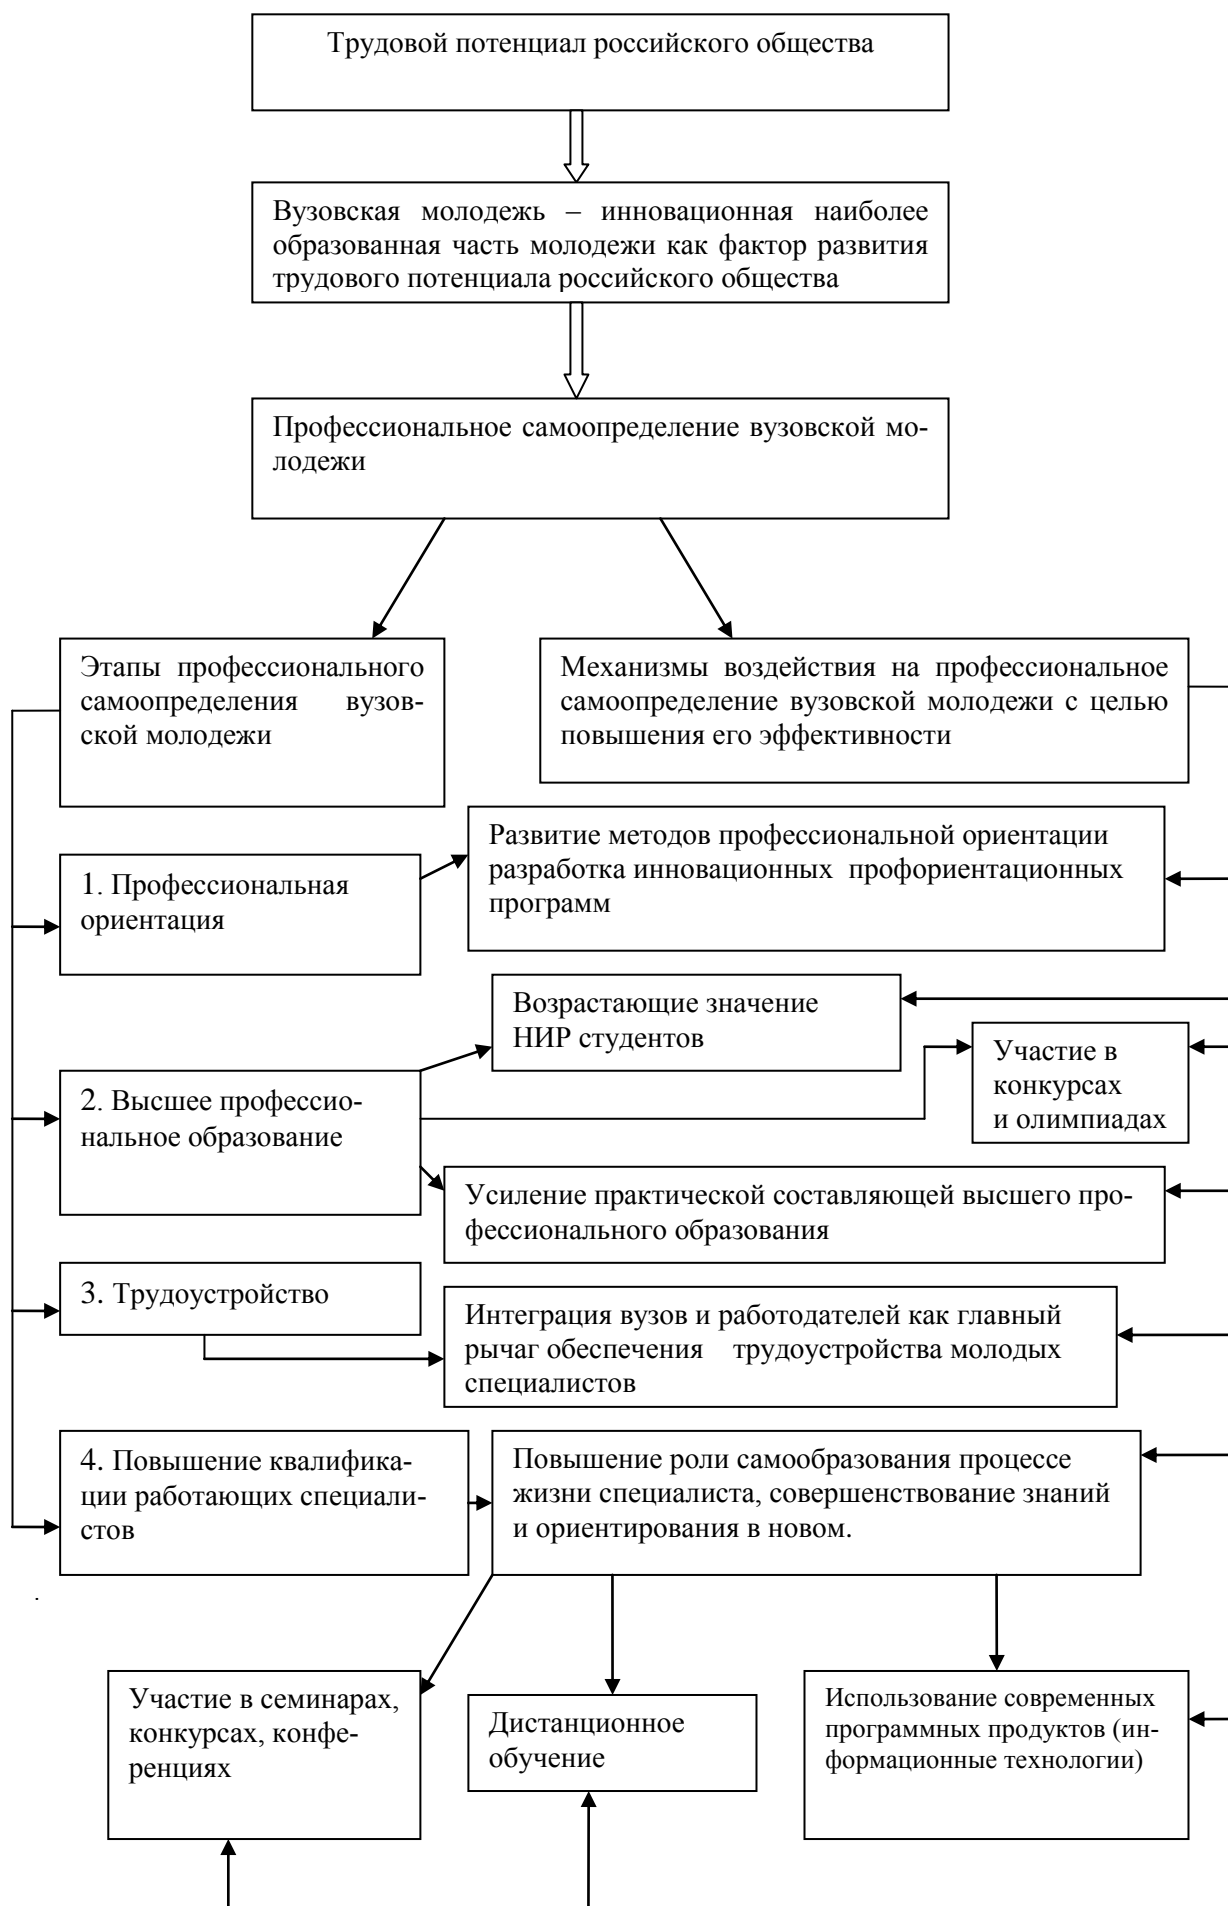 Трудовой потенциал российского общества
Вузовская молодежь – инновационная наиболее
образованная часть молодежи как фактор развития
трудового потенциала российского общества
Профессиональное самоопределение вузовской мо-
лодежи
Этапы профессионального
самоопределения вузов-
ской молодежи
Механизмы воздействия на профессиональное
самоопределение вузовской молодежи с целью
повышения его эффективности
Развитие методов профессиональной ориентации
разработка инновационных профориентационных
программ
1. Профессиональная
ориентация
Возрастающие значение
НИР студентов
Участие в
конкурсах
и олимпиадах
2. Высшее профессио-
нальное образование
Усиление практической составляющей высшего про-
фессионального образования
3. Трудоустройство
Интеграция вузов и работодателей как главный
рычаг обеспечения трудоустройства молодых
специалистов
4. Повышение квалифика-
ции работающих специали-
стов
Повышение роли самообразования процессе
жизни специалиста, совершенствование знаний
и ориентирования в новом.
Участие в семинарах,
конкурсах, конфе-
ренциях
Дистанционное
обучение
Использование современных
программных продуктов (ин-
формационные технологии)